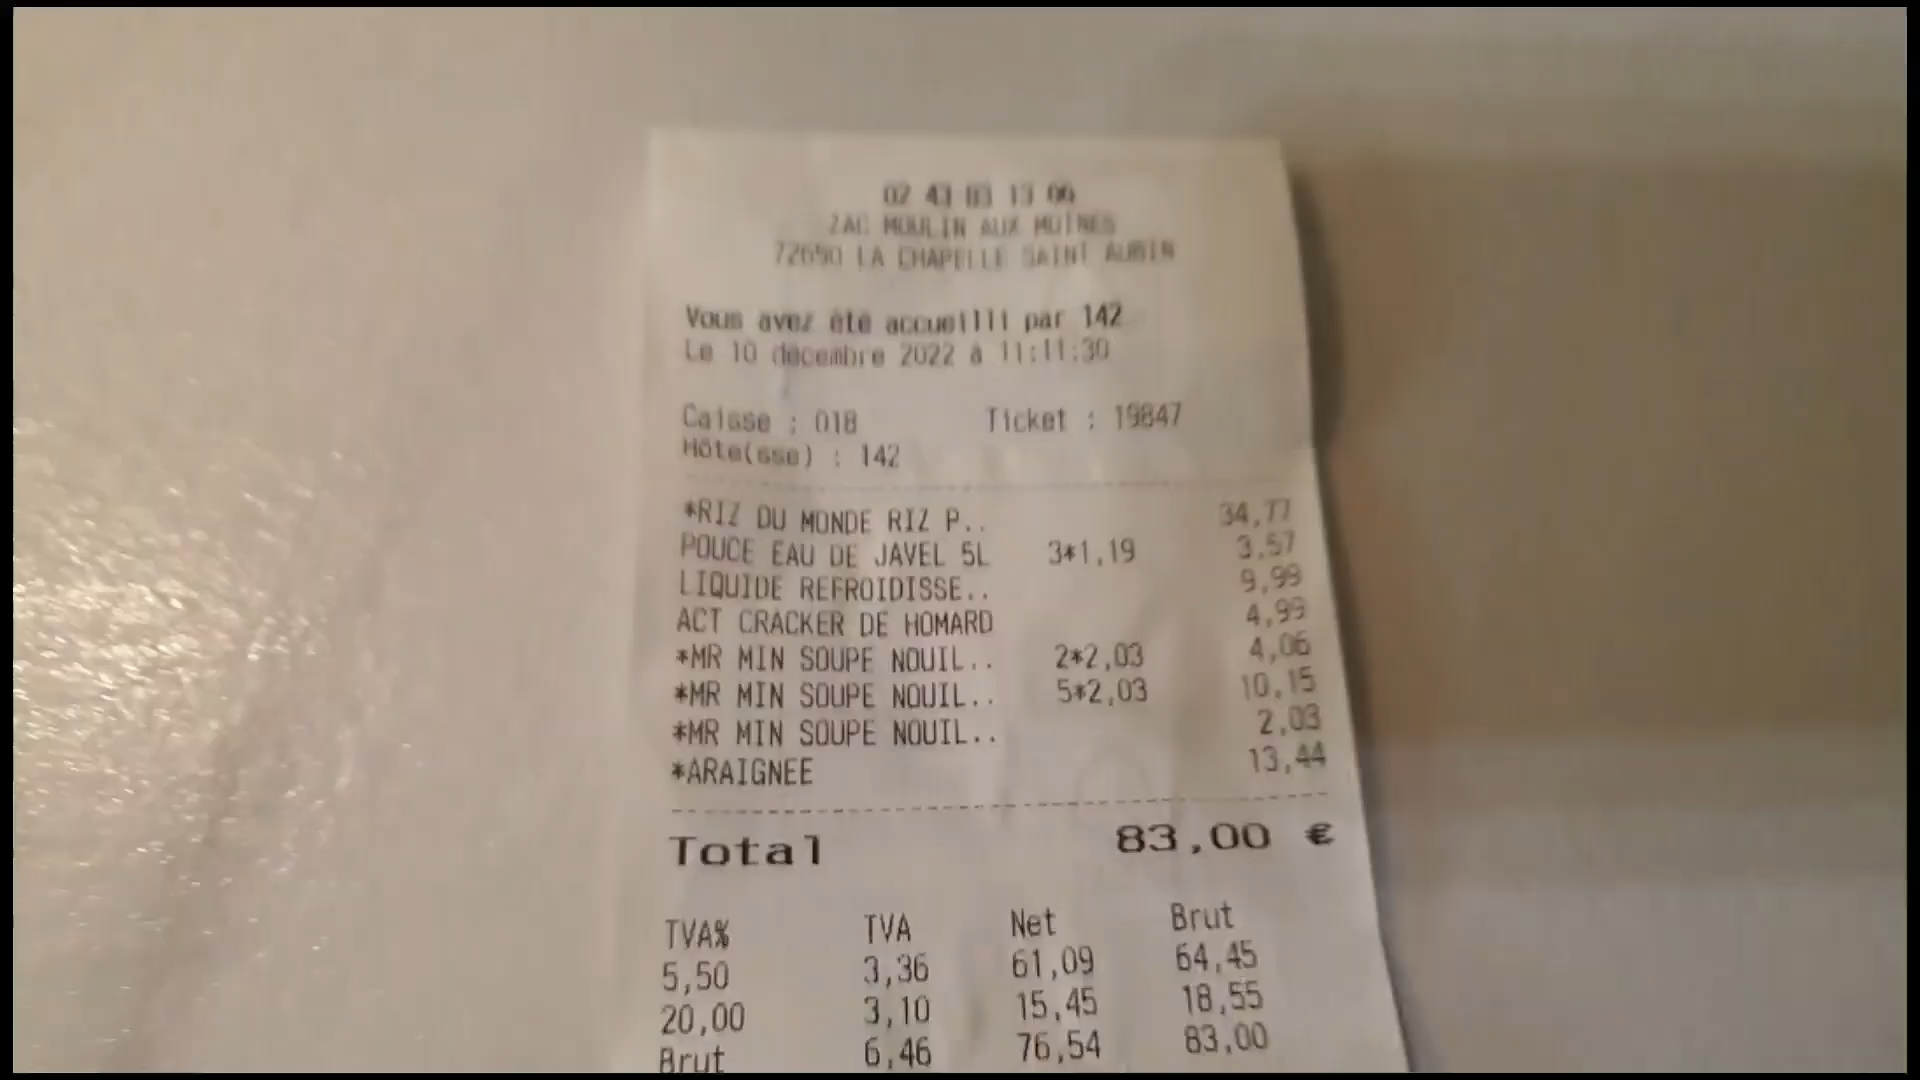 02 43 83 13 00
ZAC MOULIN AUX MOINES
72650 LA CHAPELLE SAINT AUBIN
Vous avez été accueilli par 142
Le 10 décembre 2022 à 11:11:30
Caisse : 018 Ticket : 19847
Hôte(sse) : 142
*RIZ DU MONDE RIZ P.. 34,77
POUCE EAU DE JAVEL 5L 3*1,19 3,57
LIQUIDE REFROIDISSE.. 9,99
ACT CRACKER DE HOMARD 4,99
*MR MIN SOUPE NOUIL.. 2*2,03 4,06
*MR MIN SOUPE NOUIL.. 5*2,03 10,15
*MR MIN SOUPE NOUIL.. 2,03
*ARAIGNEE 13,44
Total 83,00 €
TVA% TVA Net Brut
5,50 3,36 61,09 64,45
20,00 3,10 15,45 18,55
Brut 6,46 76,54 83,00